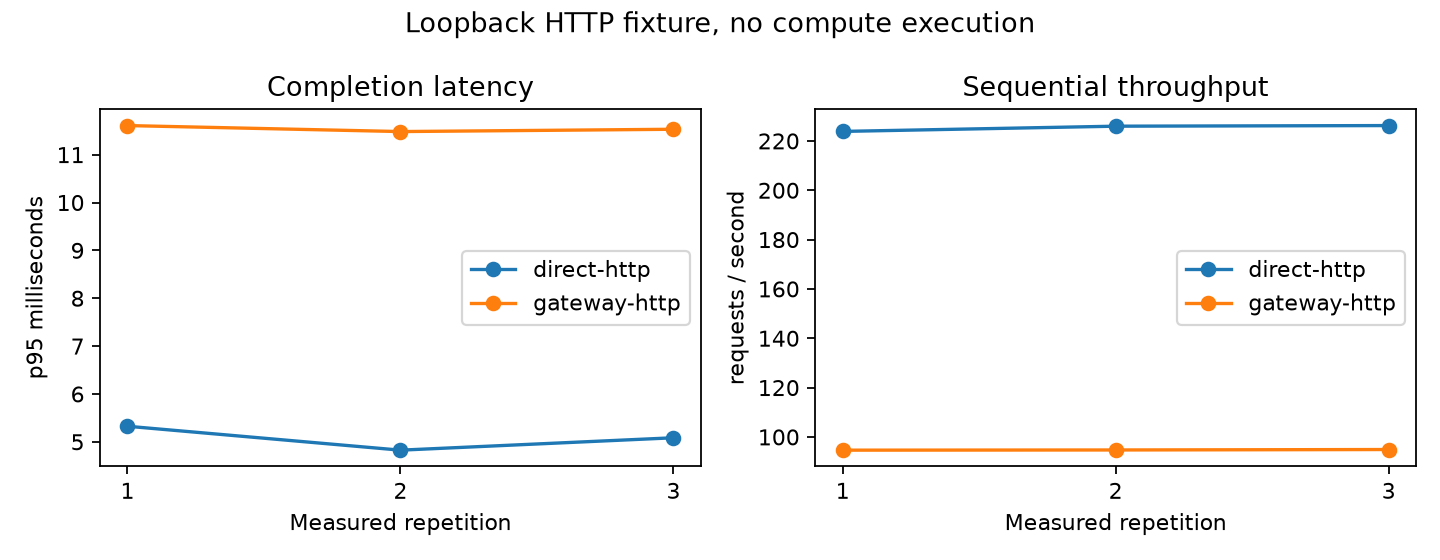 Loopback HTTP fixture, no compute execution
Completion latency
p95 milliseconds
11
10
9
8
7
6
5
direct-http
gateway-http
1
2
3
Measured repetition
Sequential throughput
requests / second
220
200
180
160
140
120
100
direct-http
gateway-http
1
2
3
Measured repetition